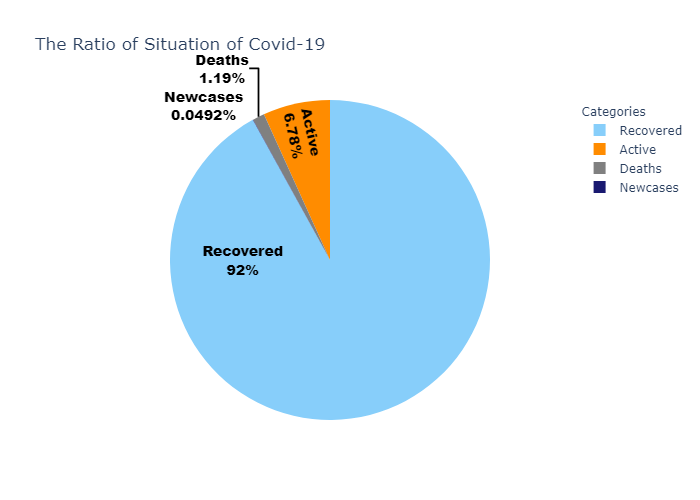 The Ratio of Situation of Covid-19
Deaths
1.19%
Newcases
0.0492%
Active
6.78%
Recovered
92%
Categories
Recovered
Active
Deaths
Newcases